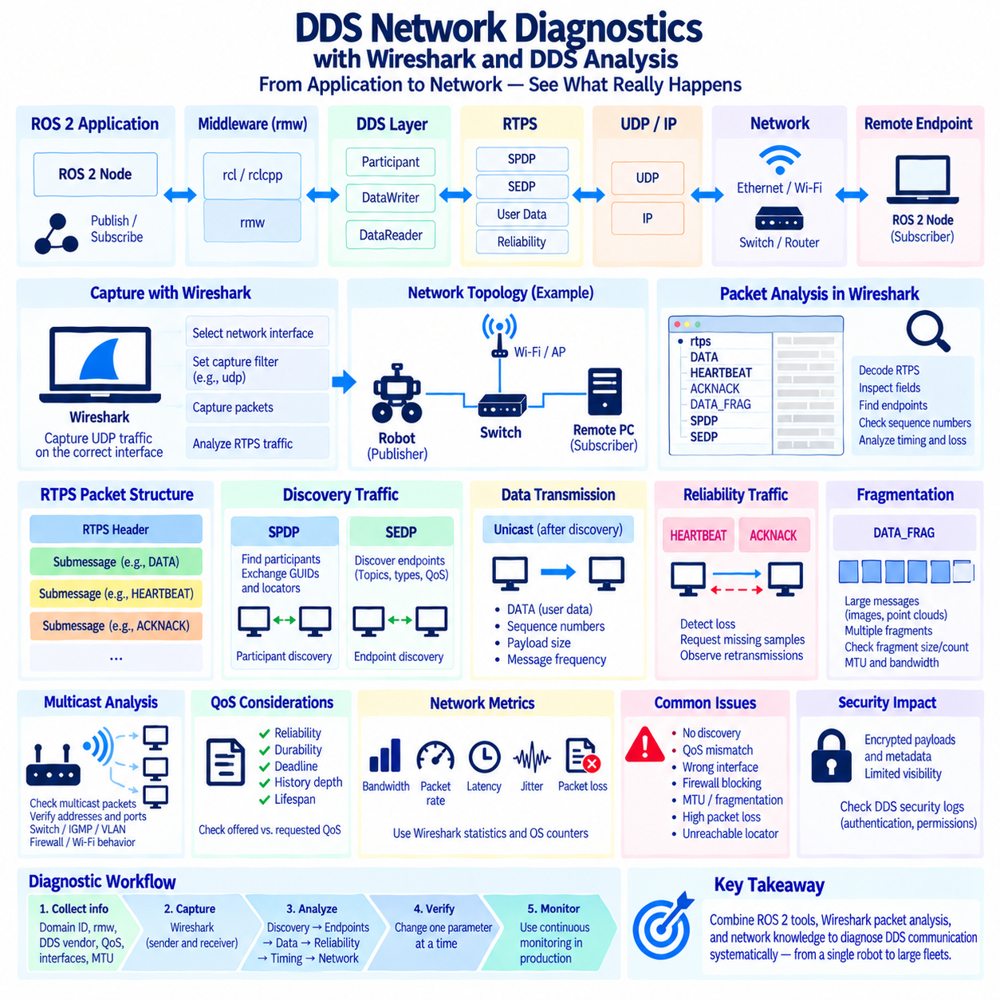 DDS Network Diagnostics
with Wireshark and DDS Analysis
From Application to Network — See What Really Happens
ROS 2 Application
ROS 2 Node
Publish /
Subscribe
Middleware (rmw)
rcl / rclcpp
rmw
DDS Layer
Participant
DataWriter
DataReader
RTPS
SPDP
SEDP
User Data
Reliability
UDP / IP
UDP
IP
Network
Ethernet / Wi-Fi
Switch / Router
Remote Endpoint
ROS 2 Node
(Subscriber)
Capture with Wireshark
Wireshark
Capture UDP traffic
on the correct interface
Select network interface
Set capture filter
(e.g., udp)
Capture packets
Analyze RTPS traffic
Network Topology (Example)
Wi-Fi / AP
Robot
(Publisher)
Switch
Remote PC
(Subscriber)
Packet Analysis in Wireshark
rtps
DATA
HEARTBEAT
ACKNACK
DATA_FRAG
SPDP
SEDP
Decode RTPS
Inspect fields
Find endpoints
Check sequence numbers
Analyze timing and loss
RTPS Packet Structure
RTPS Header
Submessage (e.g., DATA)
Submessage (e.g., HEARTBEAT)
Submessage (e.g., ACKNACK)
...
Discovery Traffic
SPDP
Find participants
Exchange GUIDs
and locators
Participant discovery
SEDP
Discover endpoints
(Topics, types, QoS)
Endpoint discovery
Data Transmission
Unicast (after discovery)
• DATA (user data)
• Sequence numbers
• Payload size
• Message frequency
Reliability Traffic
HEARTBEAT
ACKNACK
Detect loss
Request missing samples
Observe retransmissions
Fragmentation
DATA_FRAG
Large messages
(images, point clouds)
Multiple fragments
Check fragment size/count
MTU and bandwidth
Multicast Analysis
Check multicast packets
Verify addresses and ports
Switch / IGMP / VLAN
Firewall / Wi-Fi behavior
QoS Considerations
✓ Reliability
✓ Durability
✓ Deadline
✓ History depth
✓ Lifespan
Check offered vs. requested QoS
Network Metrics
Bandwidth
Packet
rate
Latency
Jitter
Packet loss
Use Wireshark statistics and OS counters
Common Issues
• No discovery
• QoS mismatch
• Wrong interface
• Firewall blocking
• MTU / fragmentation
• High packet loss
• Unreachable locator
Security Impact
Encrypted payloads
and metadata
Limited visibility
Check DDS security logs
(authentication, permissions)
Diagnostic Workflow
1. Collect info
Domain ID, rmw,
DDS vendor, QoS,
interfaces, MTU
2. Capture
Wireshark
(sender and receiver)
3. Analyze
Discovery → Endpoints
→ Data → Reliability
→ Timing → Network
4. Verify
Change one parameter
at a time
5. Monitor
Use continuous
monitoring in
production
Key Takeaway
Combine ROS 2 tools, Wireshark packet analysis,
and network knowledge to diagnose DDS communication
systematically — from a single robot to large fleets.